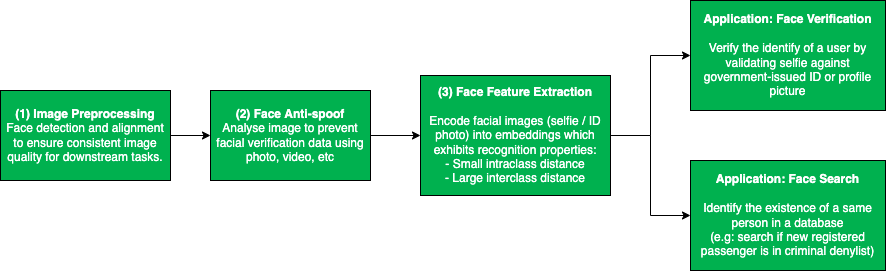 (1) Image Preprocessing
Face detection and alignment
to ensure consistent image
quality for downstream tasks.
(2) Face Anti-spoof
Analyse image to prevent
facial verification data using
photo, video, etc
(3) Face Feature Extraction
Encode facial images (selfie / ID
photo) into embeddings which
exhibits recognition properties:
- Small intraclass distance
- Large interclass distance
Application: Face Verification
Verify the identify of a user by
validating selfie against
government-issued ID or profile
picture
Application: Face Search
Identify the existence of a same
person in a database
(e.g: search if new registered
passenger is in criminal denylist)